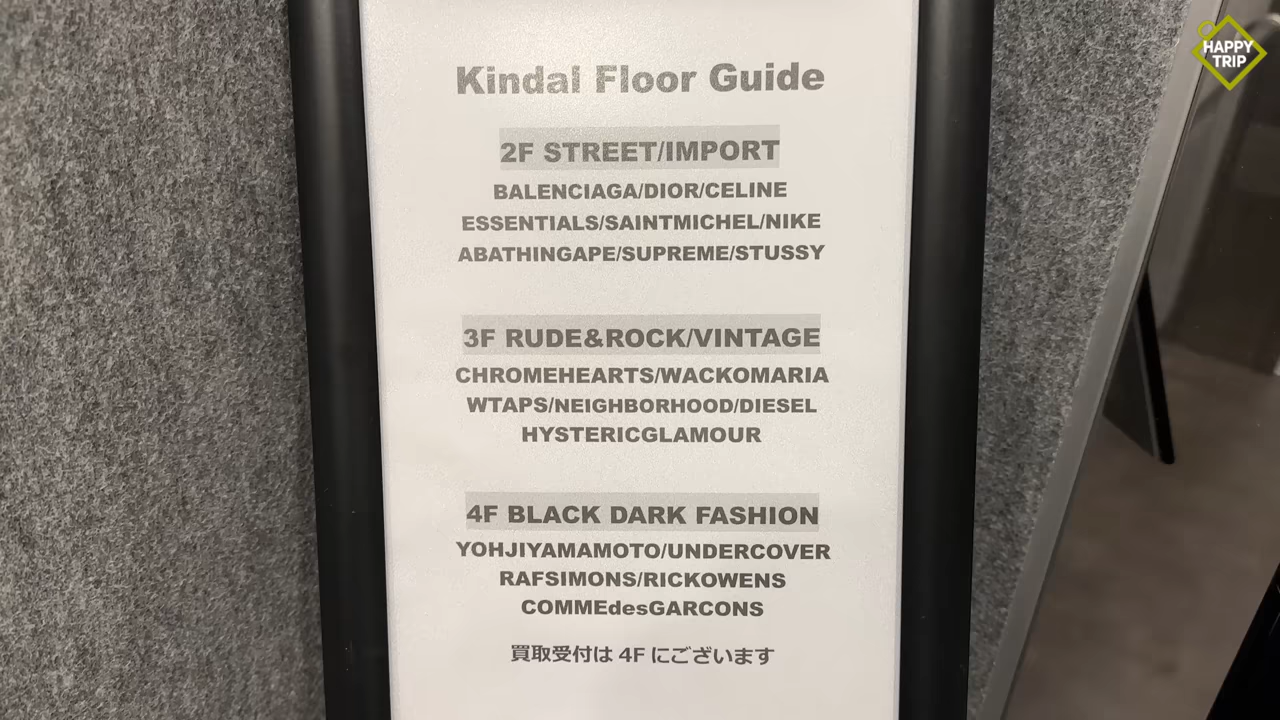 HAPPY
TRIP
Kindal Floor Guide
2F STREET/IMPORT
BALENCIAGA/DIOR/CELINE
ESSENTIALS/SAINTMICHEL/NIKE
ABATHINGAPE/SUPREME/STUSSY
3F RUDE&ROCK/VINTAGE
CHROMEHEARTS/WACKOMARIA
WTAPS/NEIGHBORHOOD/DIESEL
HYSTERICGLAMOUR
4F BLACK DARK FASHION
YOHJIYAMAMOTO/UNDERCOVER
RAFSIMONS/RICKOWENS
COMMEdesGARCONS
買取受付は 4F にございます